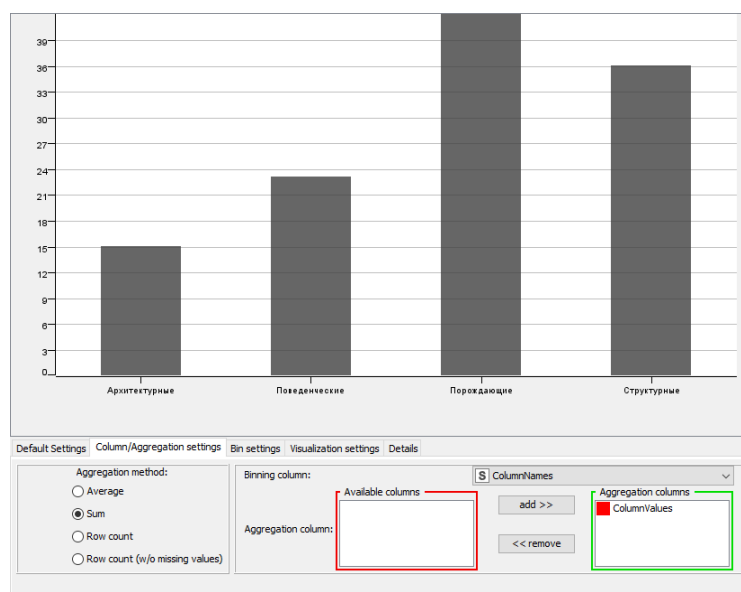 39
36
33
30
27
24
21
18
15
12
9
6
3
0
Архитектурные Поведенческие Порождающие Структурные
Default Settings Column/Aggregation settings Bin settings Visualization settings Details
Aggregation method:
Average
Sum
Row count
Row count (w/o missing values)
Binning column: S ColumnNames
Aggregation column:
Available columns
add >>
<< remove
Aggregation columns
ColumnValues